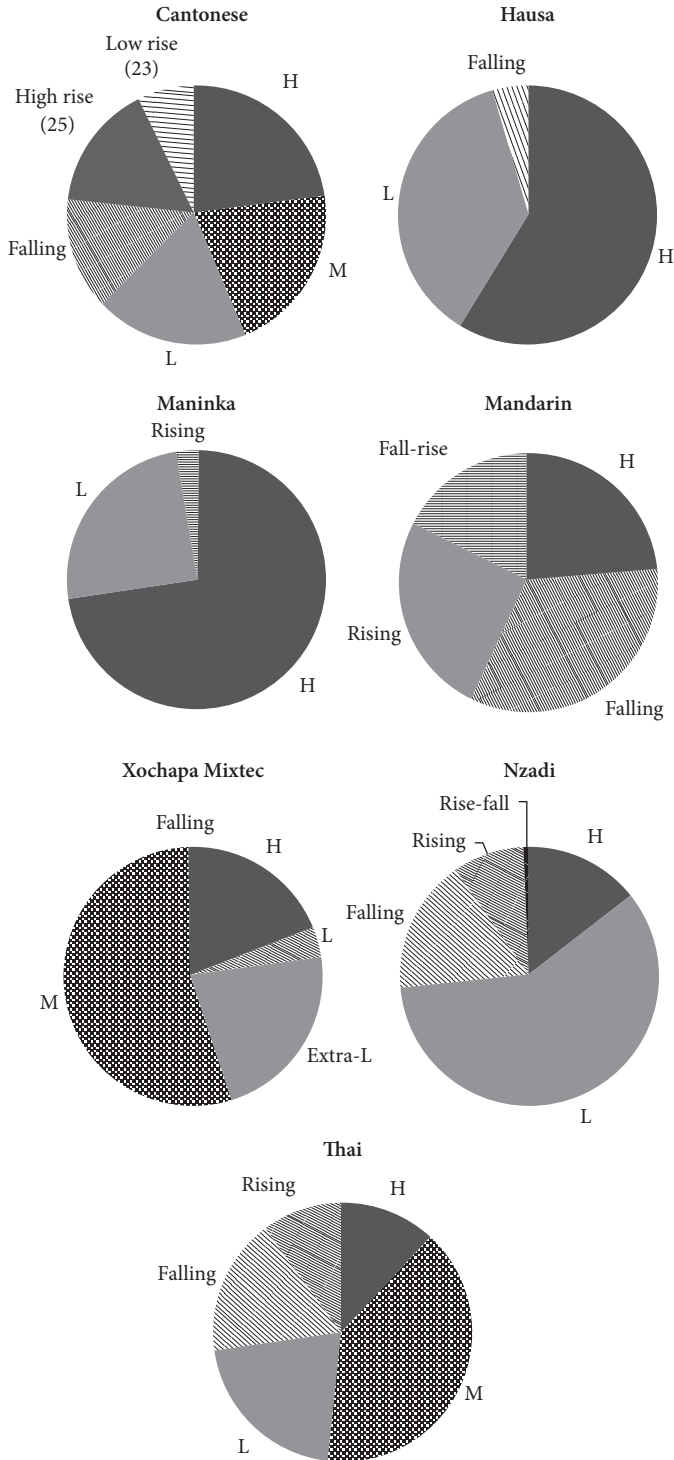 Cantonese
Low rise
(23)
High rise
(25)
H
Falling
M
L
Hausa
Falling
L
H
Maninka
Rising
L
H
Mandarin
Fall-rise
H
Rising
Falling
Xochapa Mixtec
Falling
H
L
M
Extra-L
Nzadi
Rise-fall
H
Rising
Falling
L
Thai
Rising
H
Falling
M
L